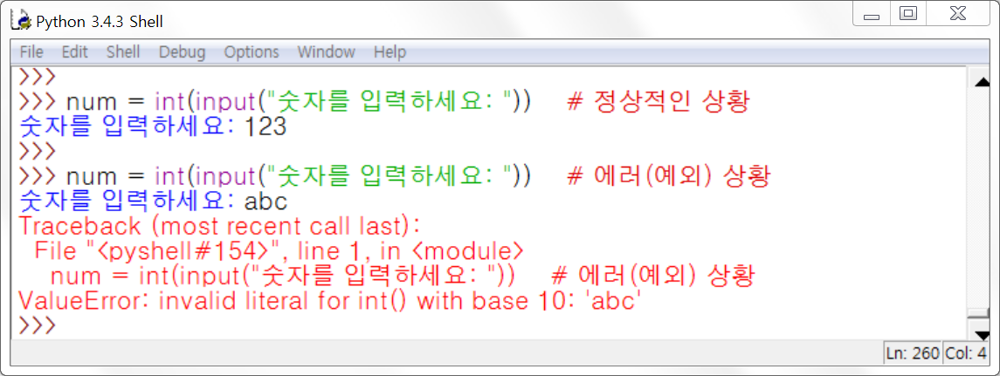 Python 3.4.3 Shell
File Edit Shell Debug Options Window Help
>>>
>>> num = int(input("숫자를 입력하세요: ")) # 정상적인 상황
숫자를 입력하세요: 123
>>>
>>> num = int(input("숫자를 입력하세요: ")) # 에러(예외) 상황
숫자를 입력하세요: abc
Traceback (most recent call last):
  File "<pyshell#154>", line 1, in <module>
    num = int(input("숫자를 입력하세요: ")) # 에러(예외) 상황
ValueError: invalid literal for int() with base 10: 'abc'
>>>
Ln: 260 Col: 4